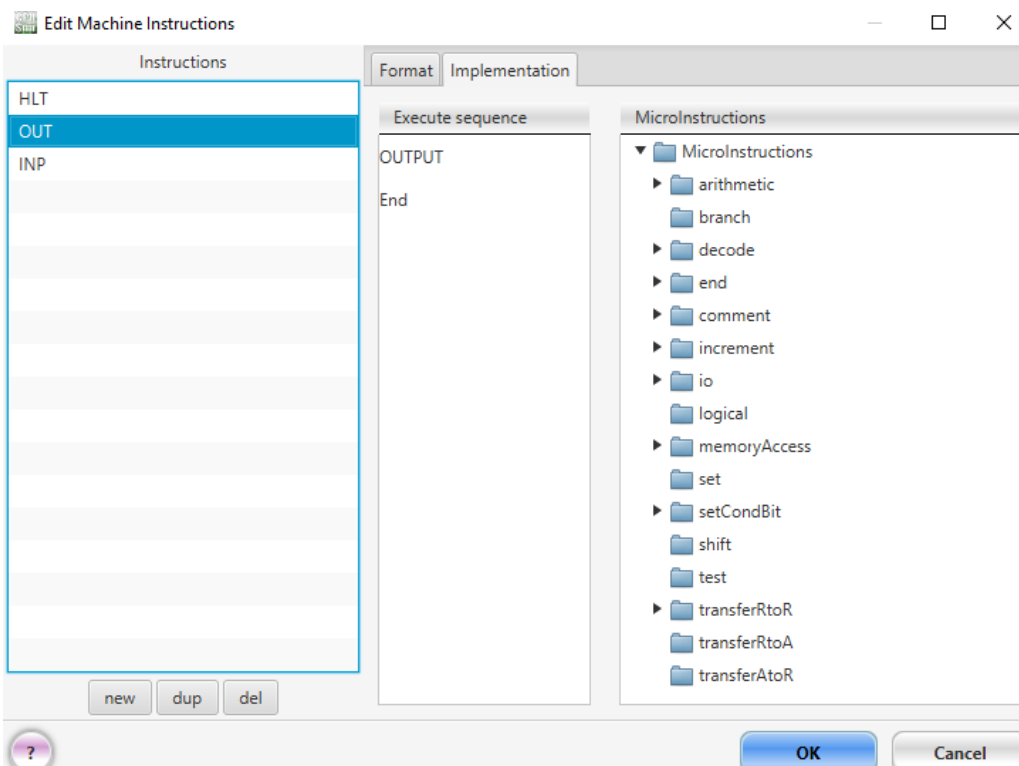 Edit Machine Instructions
Instructions
HLT
OUT
INP
new dup del
Format Implementation
Execute sequence
OUTPUT
End
MicroInstructions
MicroInstructions
arithmetic
branch
decode
end
comment
increment
io
logical
memoryAccess
set
setCondBit
shift
test
transferRtoR
transferRtoA
transferAtoR
? OK Cancel